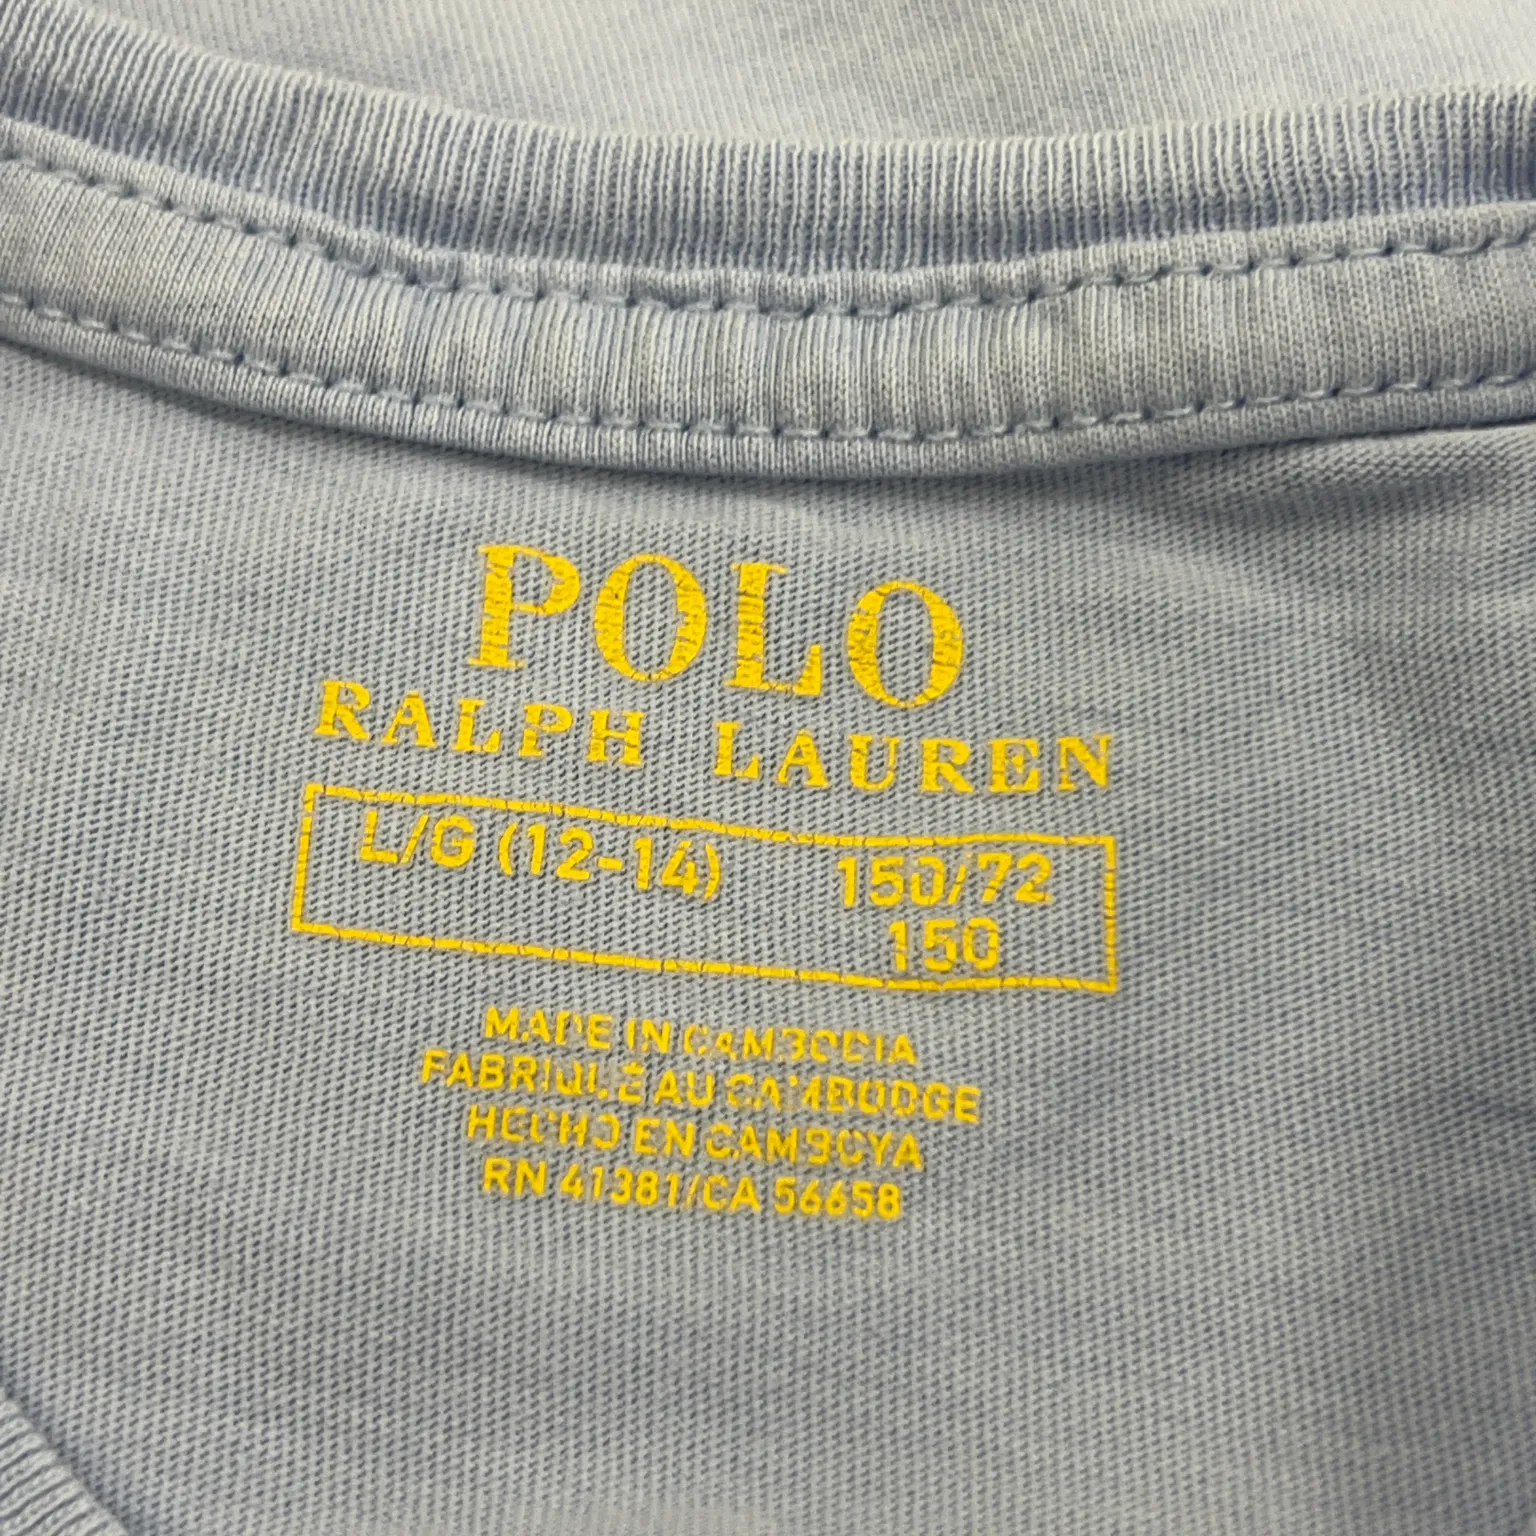 POLO
RALPH LAUREN
L/G (12-14) 150/72
150
MADE IN CAMBODIA
FABRIQUÉ AU CAMBODGE
HECHO EN CAMBOYA
RN 41381/CA 56658